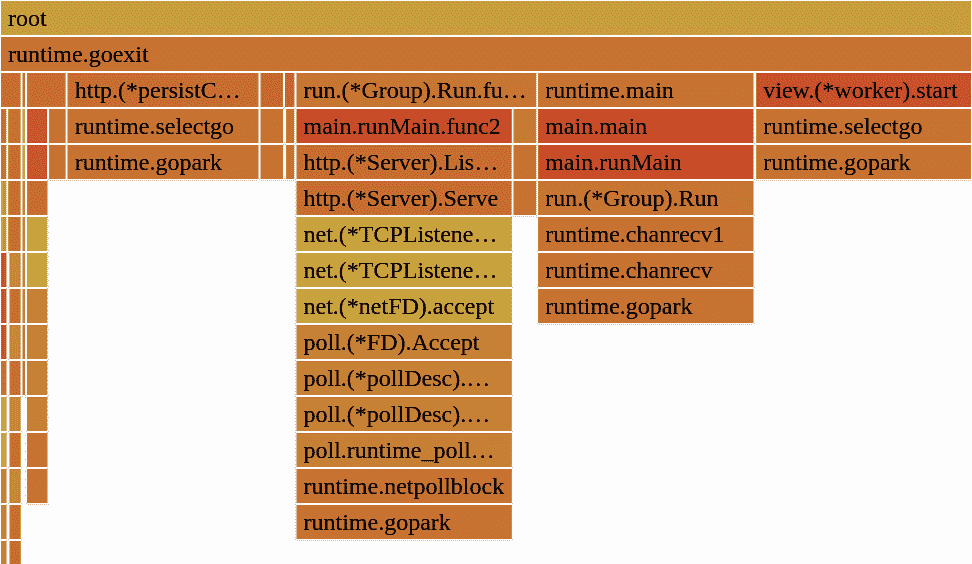 root
runtime.goexit
http.(*persistC... run.(*Group).Run.fu... runtime.main view.(*worker).start
runtime.selectgo main.runMain.func2 main.main runtime.selectgo
runtime.gopark http.(*Server).Lis... main.runMain runtime.gopark
http.(*Server).Serve run.(*Group).Run
net.(*TCPListene... runtime.chanrecv1
net.(*TCPListene... runtime.chanrecv
net.(*netFD).accept runtime.gopark
poll.(*FD).Accept
poll.(*pollDesc)....
poll.(*pollDesc)....
poll.runtime_poll...
runtime.netpollblock
runtime.gopark